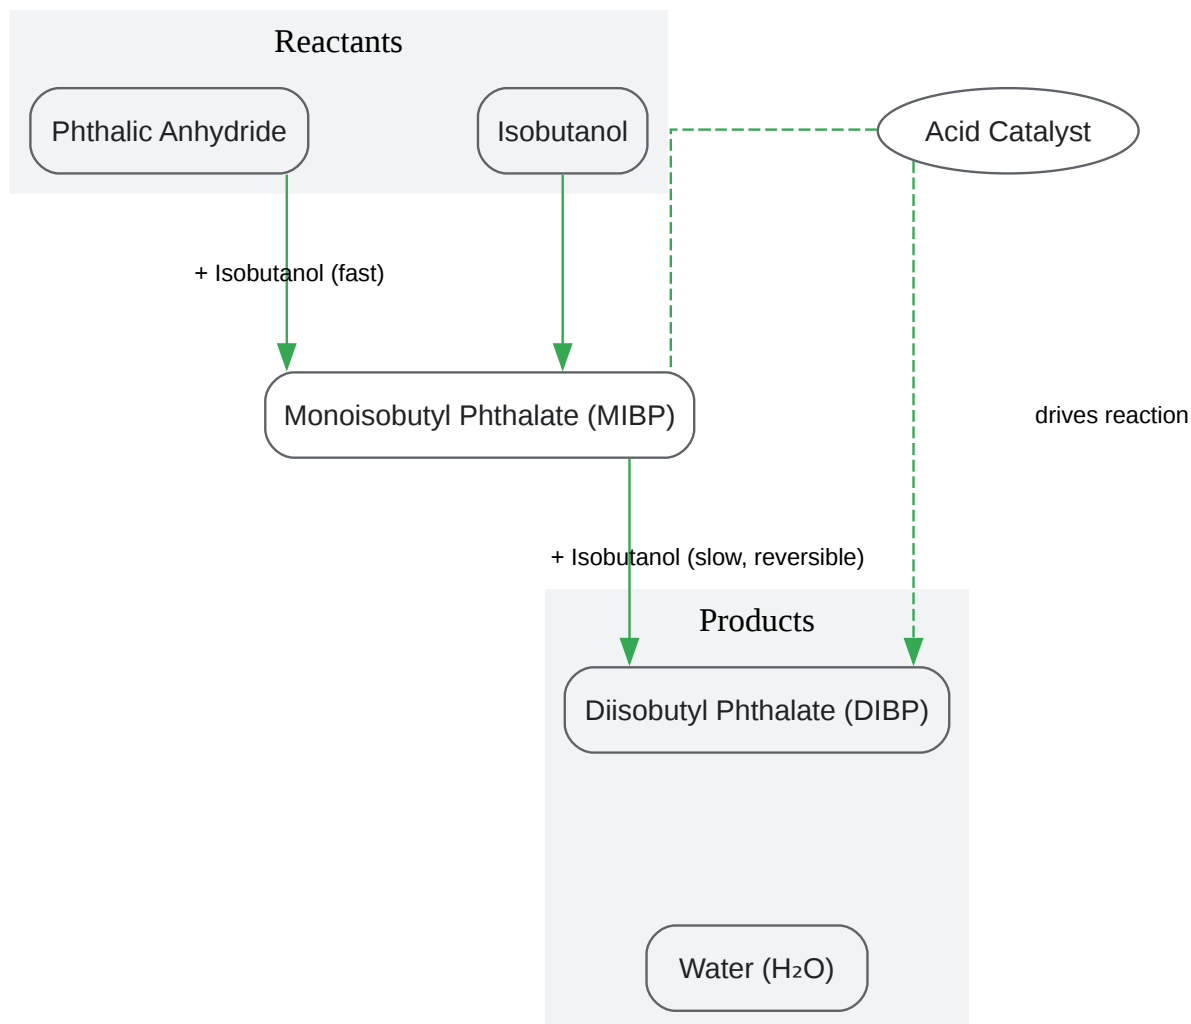 Reactants
Phthalic Anhydride
Isobutanol
Acid Catalyst
+ Isobutanol (fast)
Monoisobutyl Phthalate (MIBP)
drives reaction
+ Isobutanol (slow, reversible)
Products
Diisobutyl Phthalate (DIBP)
Water (H₂O)